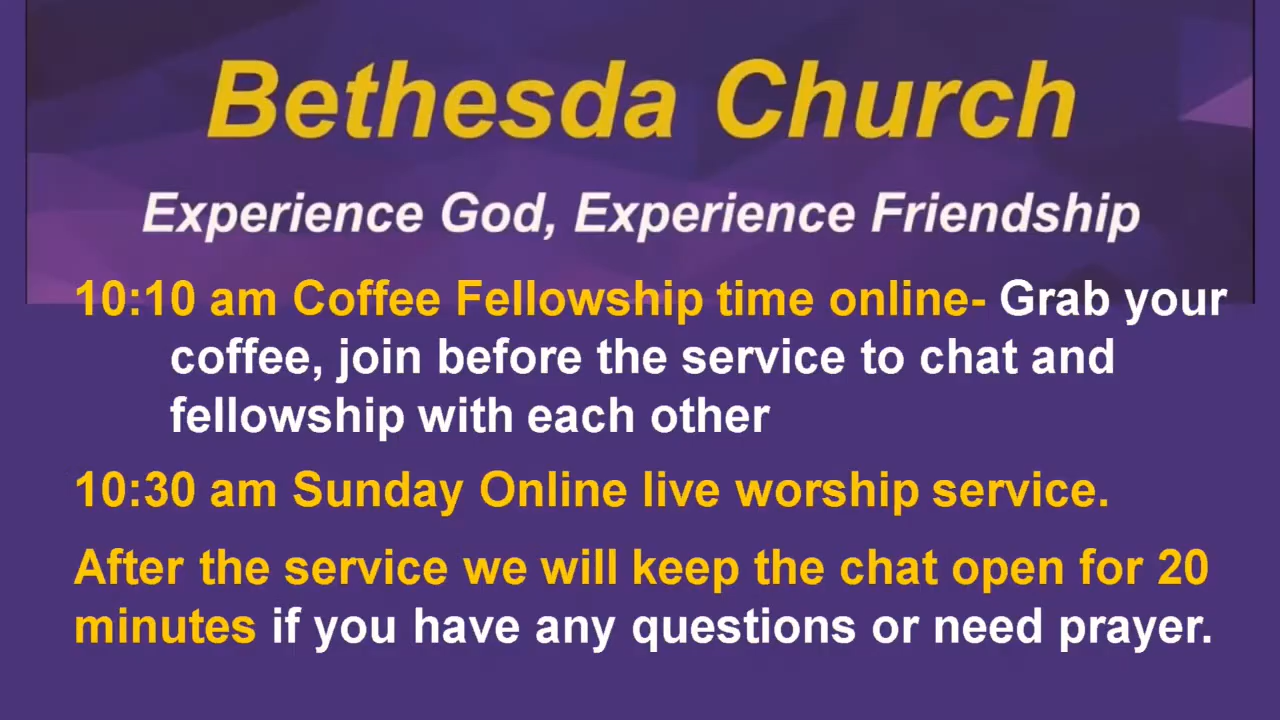 Bethesda Church
Experience God, Experience Friendship
10:10 am Coffee Fellowship time online- Grab your
coffee, join before the service to chat and
fellowship with each other
10:30 am Sunday Online live worship service.
After the service we will keep the chat open for 20
minutes if you have any questions or need prayer.